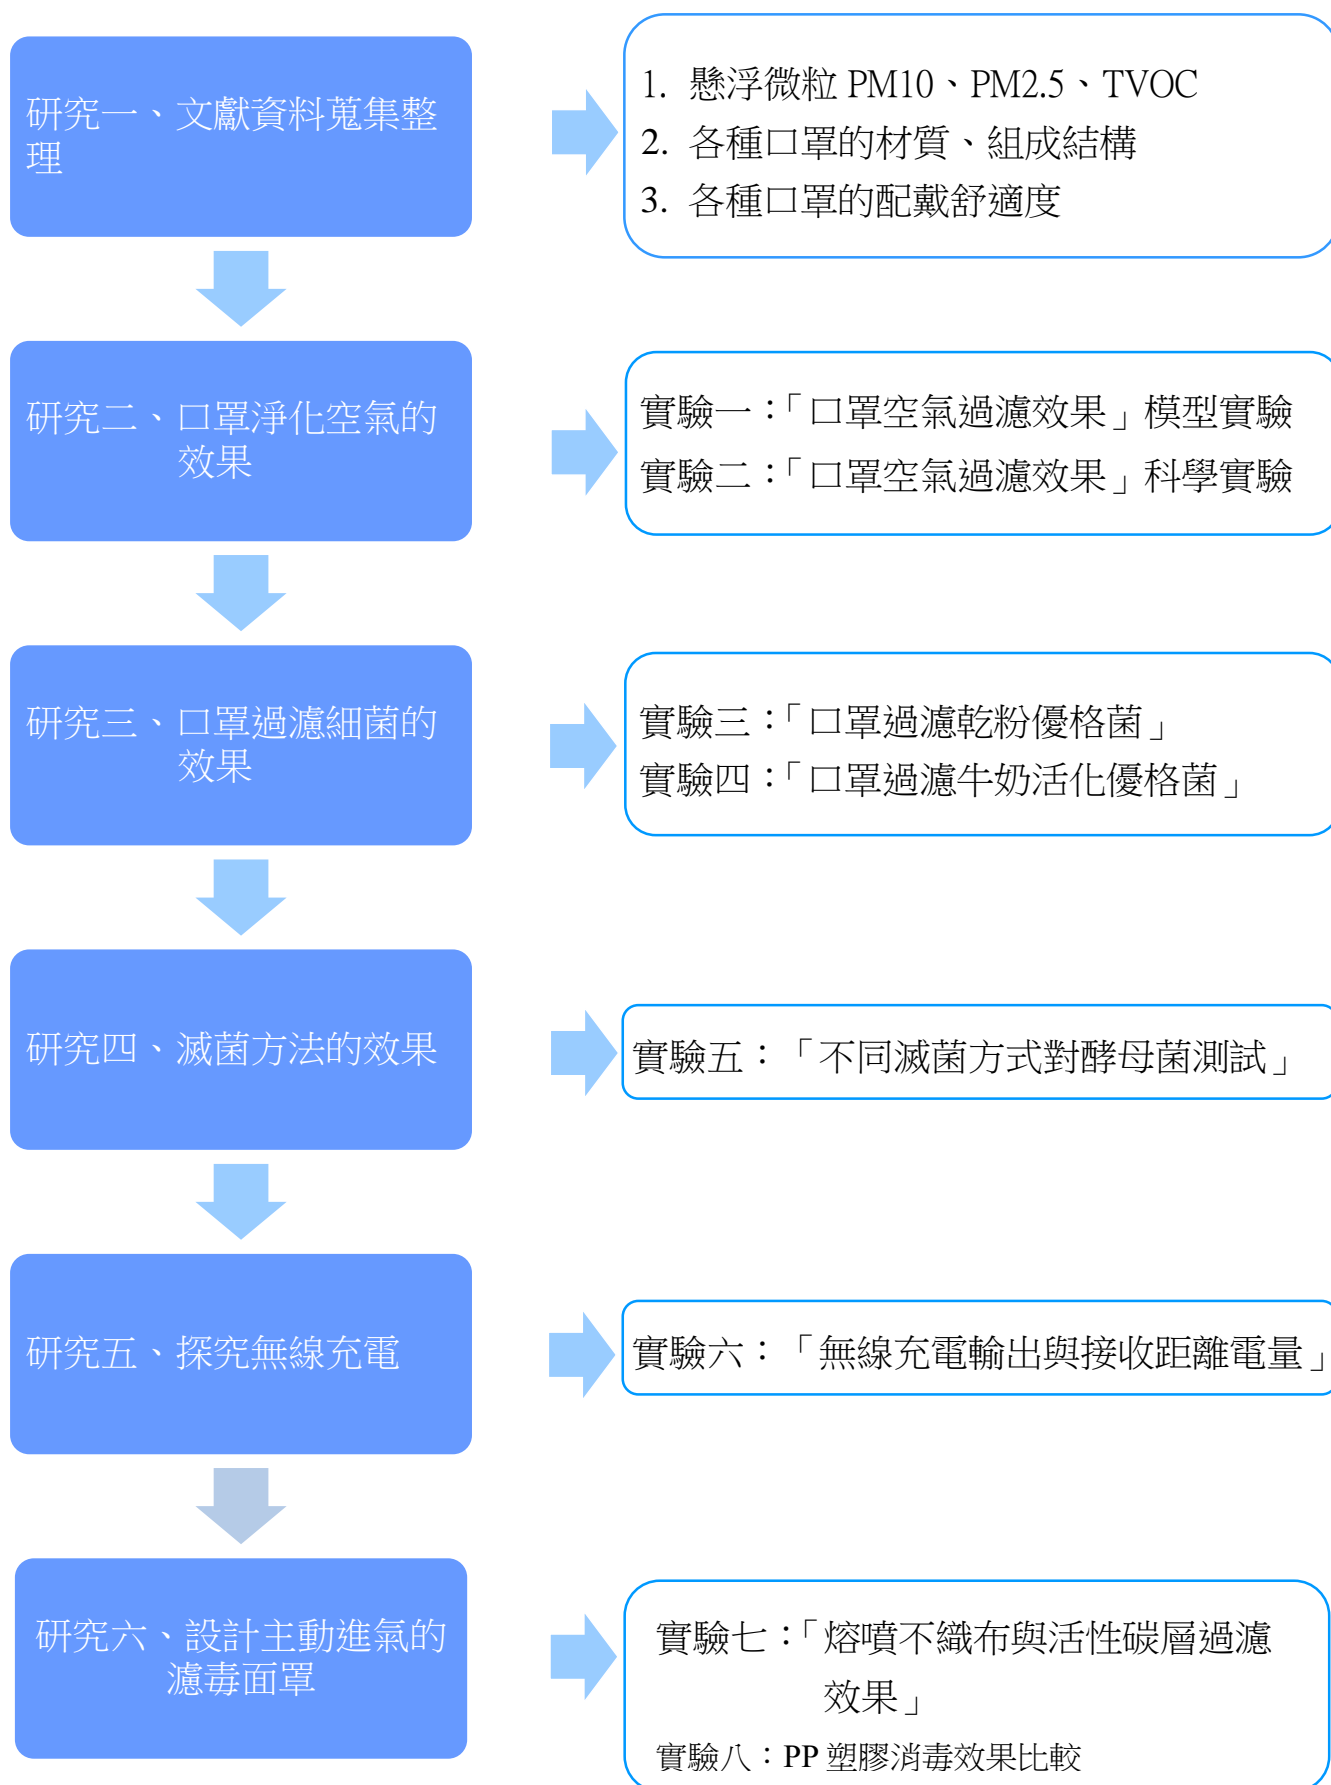 研究一、文獻資料蒐集整
理
1. 懸浮微粒 PM10、PM2.5、TVOC
2. 各種口罩的材質、組成結構
3. 各種口罩的配戴舒適度
研究二、口罩淨化空氣的
效果
實驗一：「口罩空氣過濾效果」模型實驗
實驗二：「口罩空氣過濾效果」科學實驗
研究三、口罩過濾細菌的
效果
實驗三：「口罩過濾乾粉優格菌」
實驗四：「口罩過濾牛奶活化優格菌」
研究四、滅菌方法的效果
實驗五：「不同滅菌方式對酵母菌測試」
研究五、探究無線充電
實驗六：「無線充電輸出與接收距離電量」
研究六、設計主動進氣的
濾毒面罩
實驗七：「熔噴不織布與活性碳層過濾
效果」
實驗八：PP 塑膠消毒效果比較